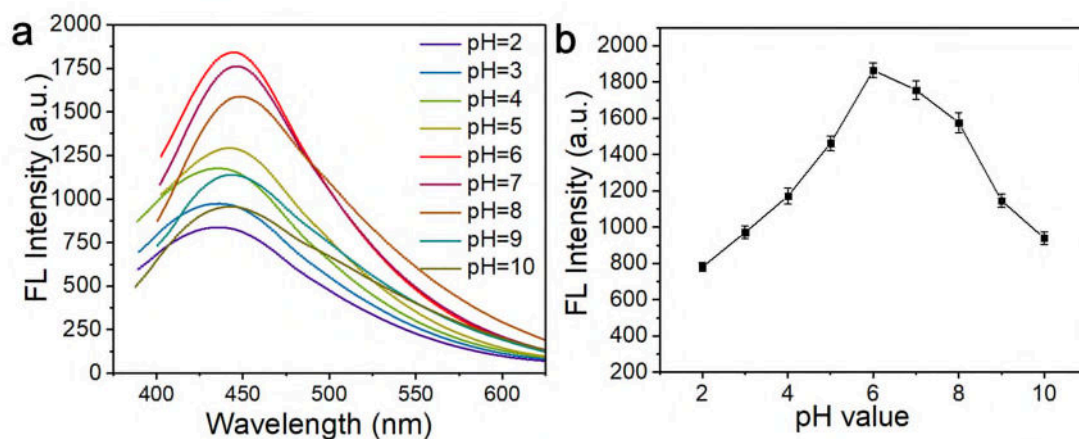 a
FL Intensity (a.u.)
2000
1750
1500
1250
1000
750
500
250
0
400 450 500 550 600
Wavelength (nm)
pH=2
pH=3
pH=4
pH=5
pH=6
pH=7
pH=8
pH=9
pH=10
b
FL Intensity (a.u.)
2000
1800
1600
1400
1200
1000
800
600
400
200
2 4 6 8 10
pH value